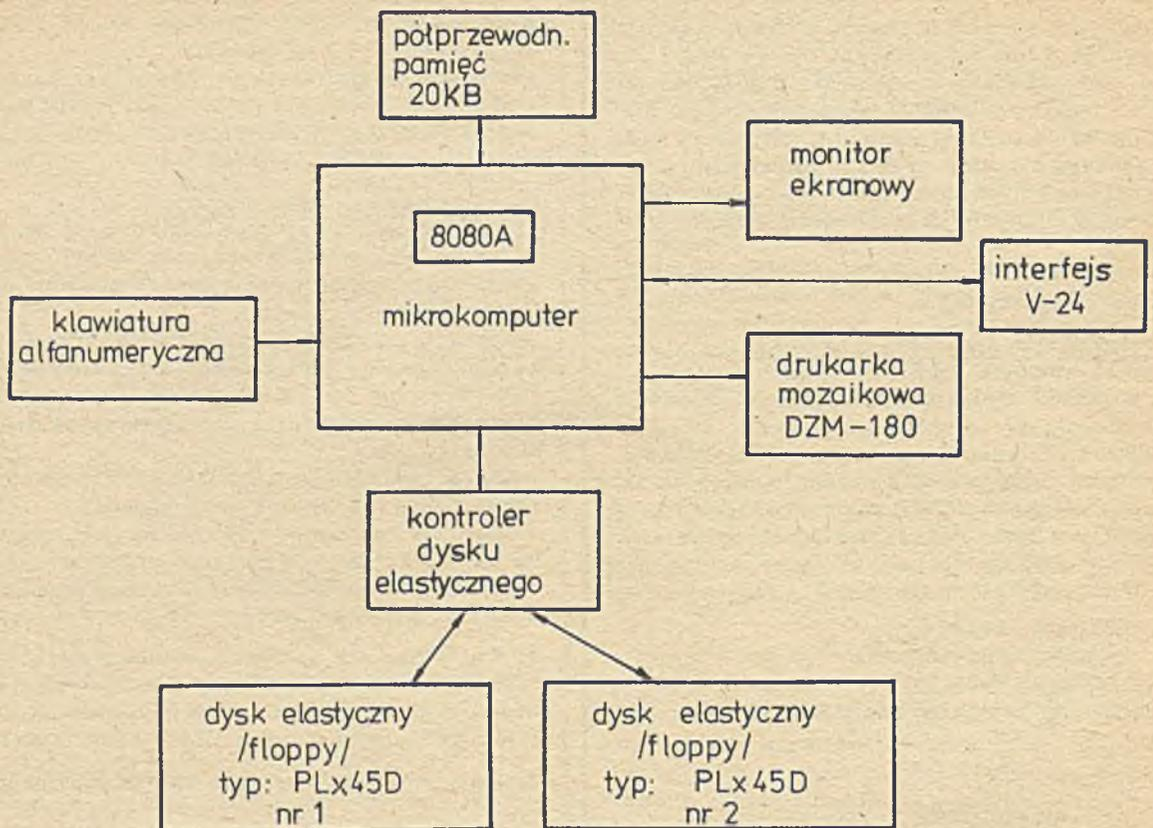 półprzewodn.
pamięć
20KB
monitor
ekranowy
8080A
mikrokomputer
interfejs
V-24
klawiatura
alfanumeryczna
drukarka
mozaikowa
DZM-180
kontroler
dysku
elastycznego
dysk elastyczny
/floppy/
typ: PLx45D
nr 1
dysk elastyczny
/floppy/
typ: PLx45D
nr 2